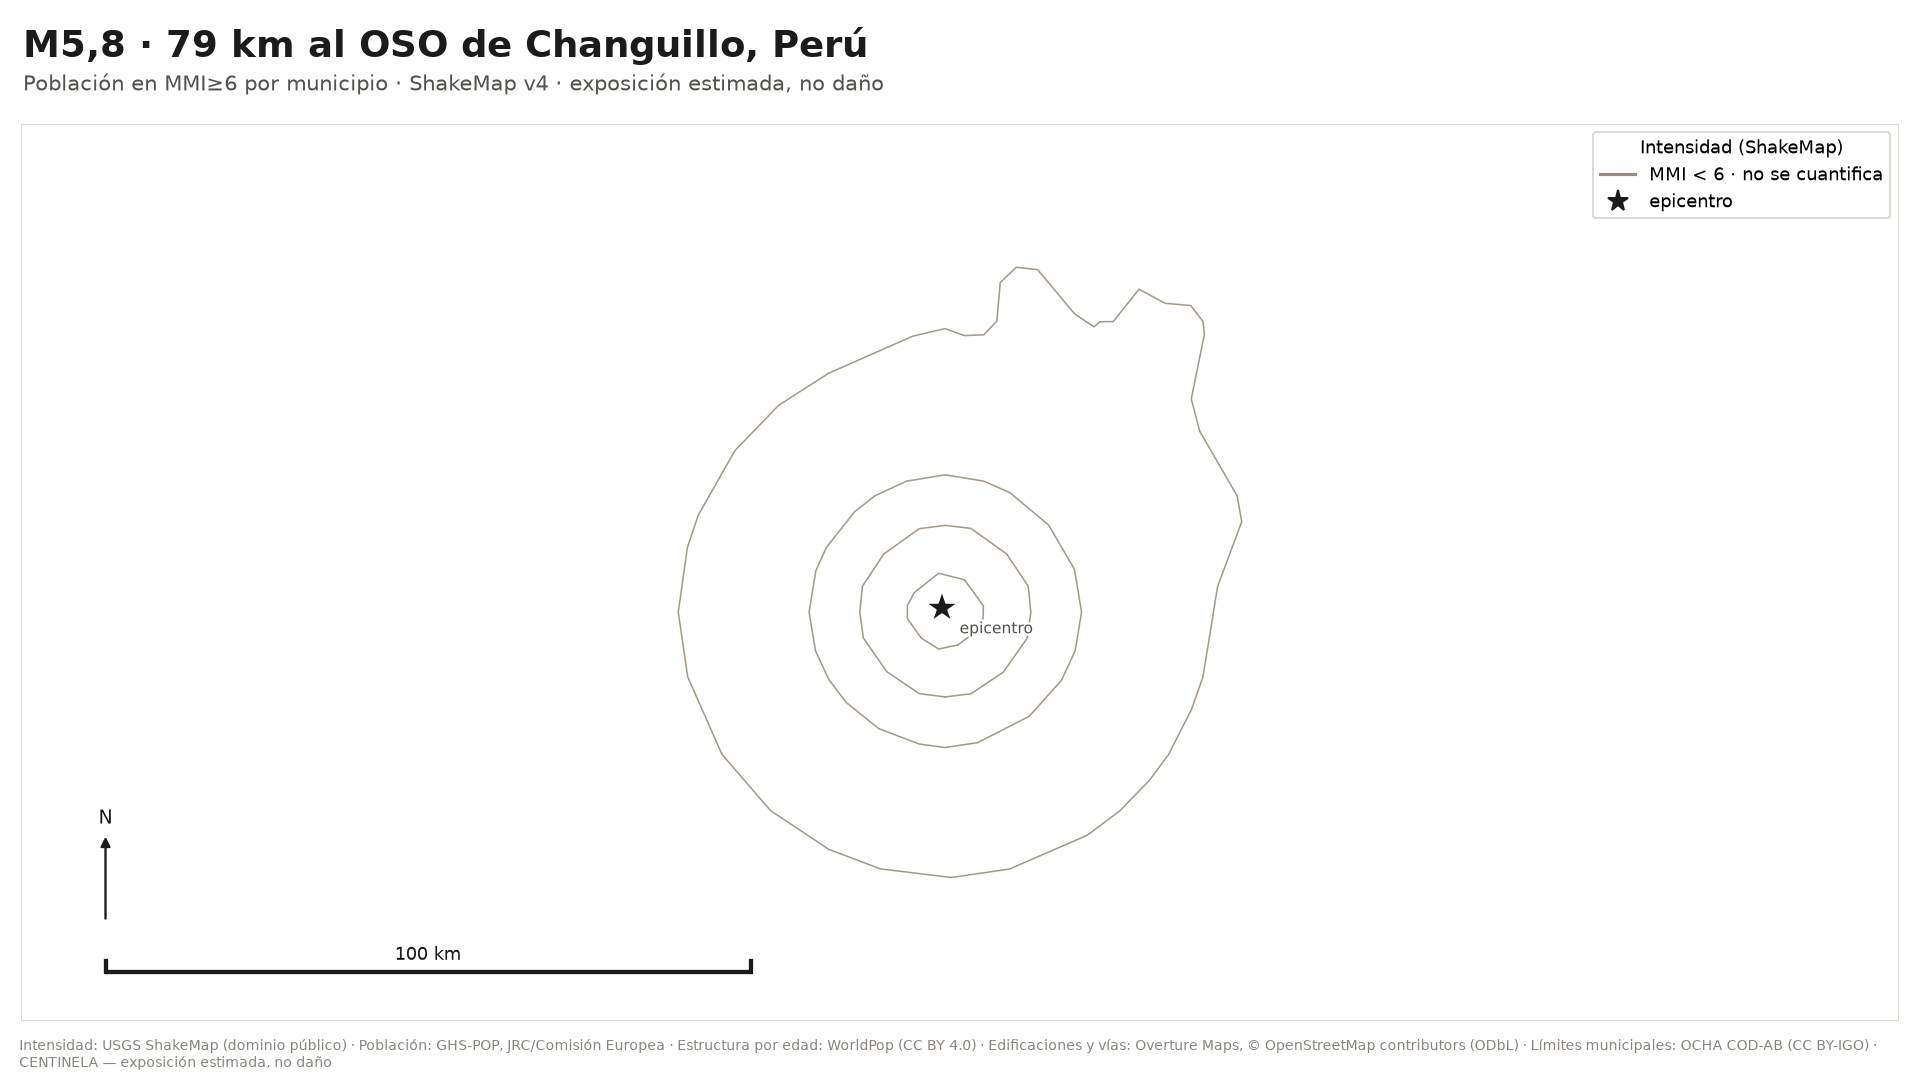 M5,8 · 79 km al OSO de Changuillo, Perú
Población en MMI≥6 por municipio · ShakeMap v4 · exposición estimada, no daño
Intensidad (ShakeMap)
MMI < 6 · no se cuantifica
epicentro
epicentro
N
100 km
Intensidad: USGS ShakeMap (dominio público) · Población: GHS-POP, JRC/Comisión Europea · Estructura por edad: WorldPop (CC BY 4.0) · Edificaciones y vías: Overture Maps, © OpenStreetMap contributors (ODbL) · Límites municipales: OCHA COD-AB (CC BY-IGO) ·
CENTINELA — exposición estimada, no daño